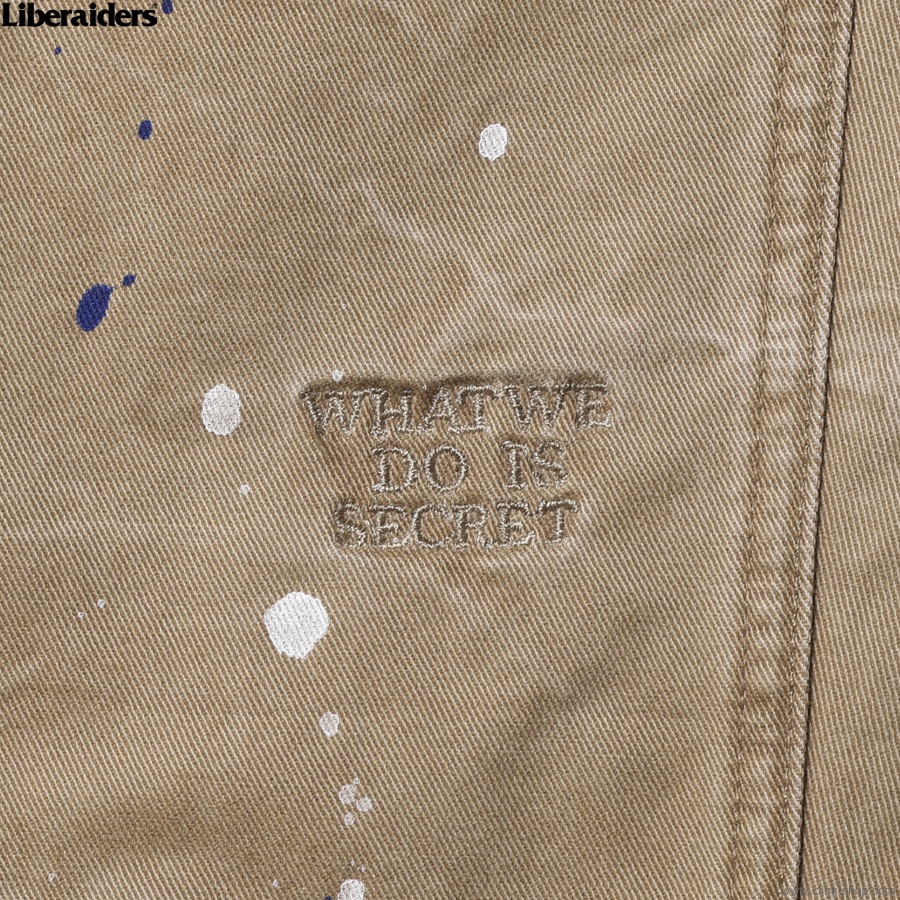 Liberaiders
WHAT WE
DO IS
SECRET